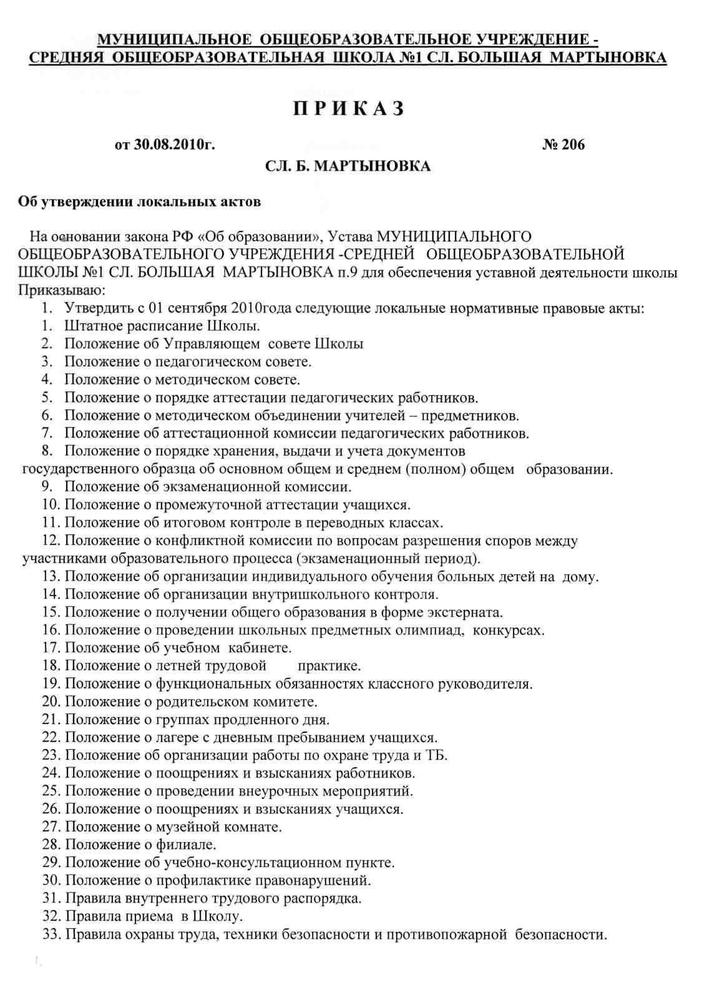 МУНИЦИПАЛЬНОЕ ОБЩЕОБРАЗОВАТЕЛЬНОЕ УЧРЕЖДЕНИЕ -
СРЕДНЯЯ ОБЩЕОБРАЗОВАТЕЛЬНАЯ ШКОЛА №1 СЛ. БОЛЬШАЯ МАРТЫНОВКА
П Р И К А З
от 30.08.2010г. № 206
СЛ. Б. МАРТЫНОВКА
Об утверждении локальных актов
На основании закона РФ «Об образовании», Устава МУНИЦИПАЛЬНОГО
ОБЩЕОБРАЗОВАТЕЛЬНОГО УЧРЕЖДЕНИЯ -СРЕДНЕЙ ОБЩЕОБРАЗОВАТЕЛЬНОЙ
ШКОЛЫ №1 СЛ. БОЛЬШАЯ МАРТЫНОВКА п.9 для обеспечения уставной деятельности школы
Приказываю:
1. Утвердить с 01 сентября 2010года следующие локальные нормативные правовые акты:
1. Штатное расписание Школы.
2. Положение об Управляющем совете Школы
3. Положение о педагогическом совете.
4. Положение о методическом совете.
5. Положение о порядке аттестации педагогических работников.
6. Положение о методическом объединении учителей – предметников.
7. Положение об аттестационной комиссии педагогических работников.
8. Положение о порядке хранения, выдачи и учета документов
государственного образца об основном общем и среднем (полном) общем образовании.
9. Положение об экзаменационной комиссии.
10. Положение о промежуточной аттестации учащихся.
11. Положение об итоговом контроле в переводных классах.
12. Положение о конфликтной комиссии по вопросам разрешения споров между
участниками образовательного процесса (экзаменационный период).
13. Положение об организации индивидуального обучения больных детей на дому.
14. Положение об организации внутришкольного контроля.
15. Положение о получении общего образования в форме экстерната.
16. Положение о проведении школьных предметных олимпиад, конкурсах.
17. Положение об учебном кабинете.
18. Положение о летней трудовой практике.
19. Положение о функциональных обязанностях классного руководителя.
20. Положение о родительском комитете.
21. Положение о группах продленного дня.
22. Положение о лагере с дневным пребыванием учащихся.
23. Положение об организации работы по охране труда и ТБ.
24. Положение о поощрениях и взысканиях работников.
25. Положение о проведении внеурочных мероприятий.
26. Положение о поощрениях и взысканиях учащихся.
27. Положение о музейной комнате.
28. Положение о филиале.
29. Положение об учебно-консультационном пункте.
30. Положение о профилактике правонарушений.
31. Правила внутреннего трудового распорядка.
32. Правила приема в Школу.
33. Правила охраны труда, техники безопасности и противопожарной безопасности.